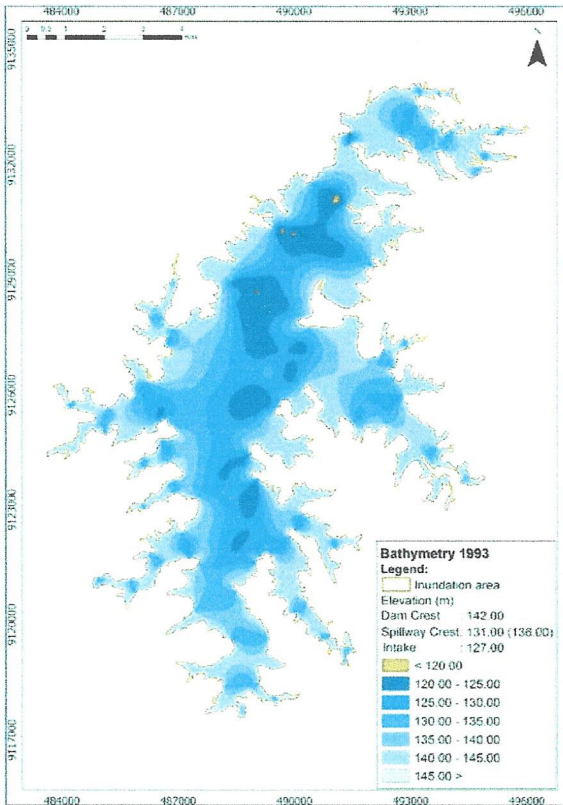 484000 487000 490000 493000 496000
9135000
9132000
9129000
9126000
9123000
9120000
9117000
Bathymetry 1993
Legend:
Inundation area
Elevation (m)
Dam Crest : 142.00
Spillway Crest: 131.00 (136.00)
Intake : 127.00
< 120.00
120.00 - 125.00
125.00 - 130.00
130.00 - 135.00
135.00 - 140.00
140.00 - 145.00
145.00 >
484000 487000 490000 493000 496000